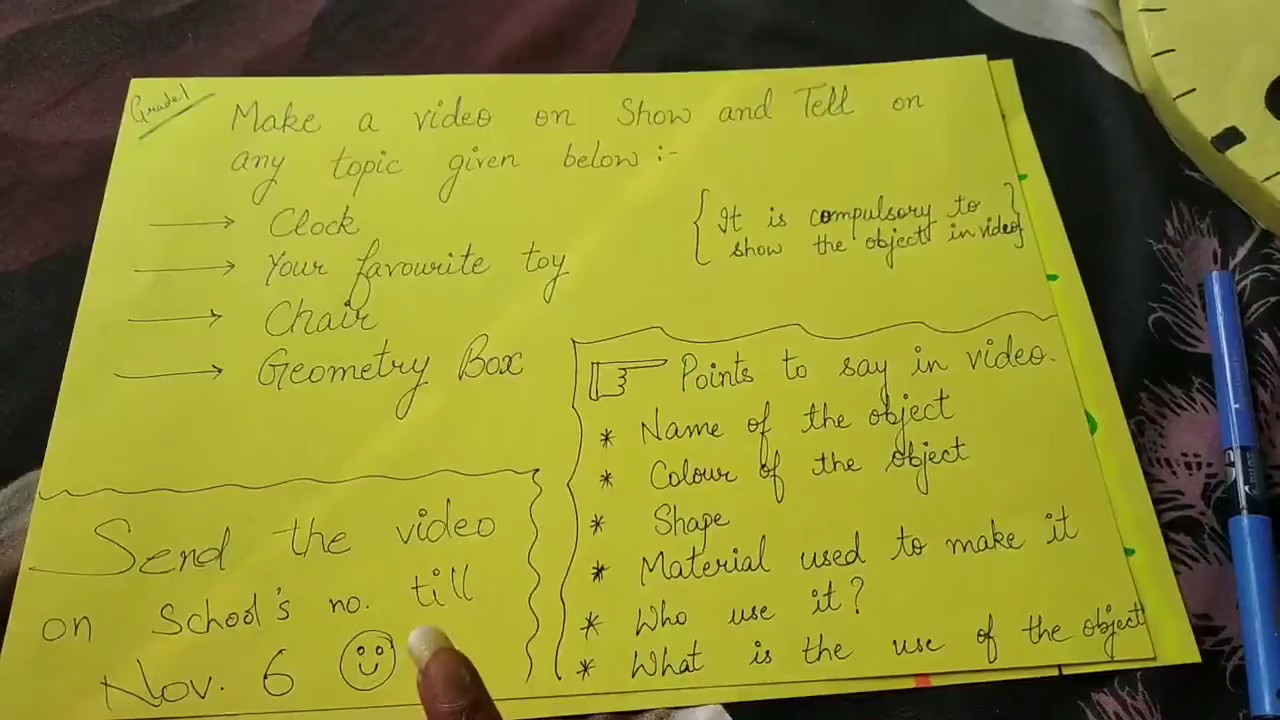 Grade 1
Make a video on Show and Tell on
any topic given below :-
→ Clock
→ Your favourite toy
→ Chair
→ Geometry Box
{ It is compulsory to
show the object in video }
Points to say in video.
* Name of the object
* Colour of the object
* Shape
* Material used to make it
* Who use it?
* What is the use of the object
Send the video
on School's no. till
Nov. 6